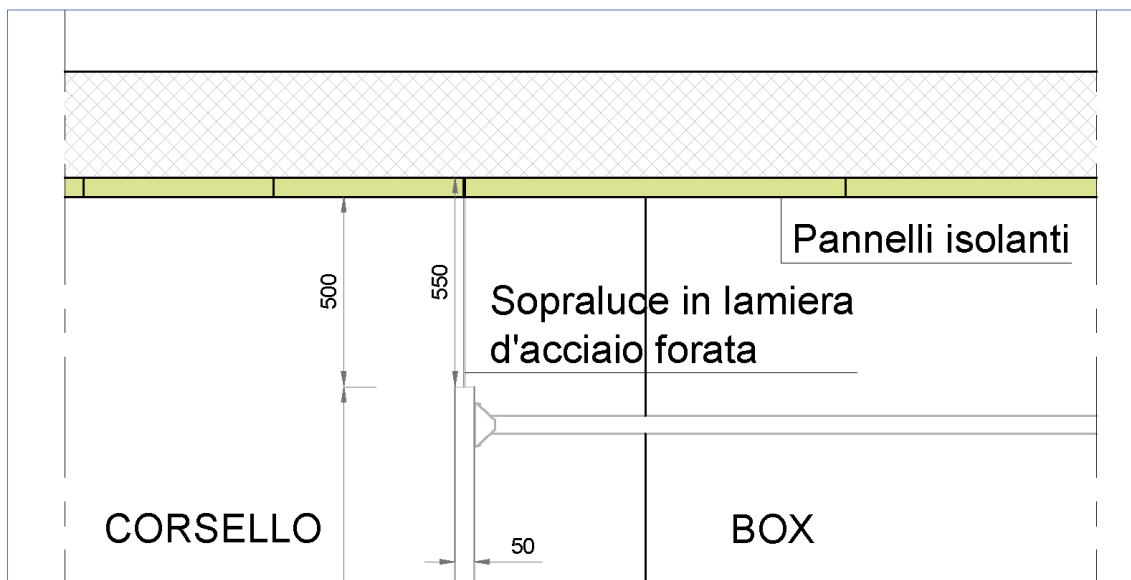 Pannelli isolanti
500
550
Sopraluce in lamiera
d'acciaio forata
CORSELLO
50
BOX